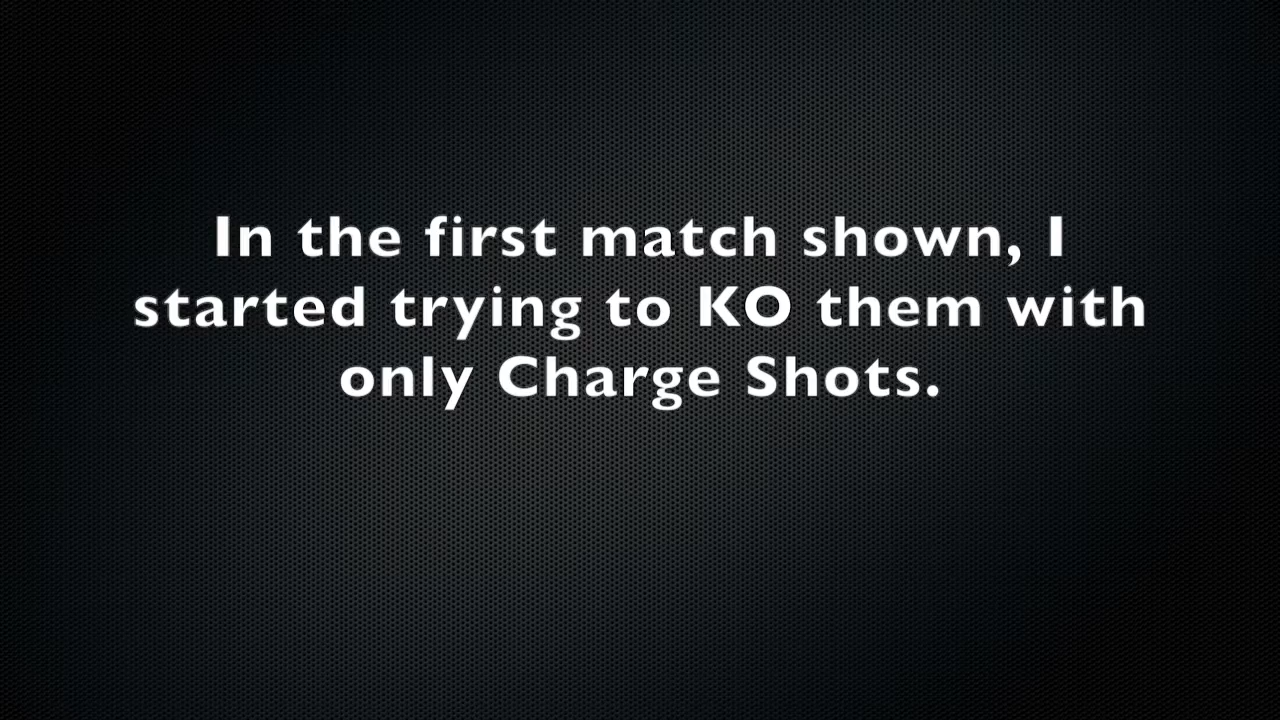 In the first match shown, I
started trying to KO them with
only Charge Shots.